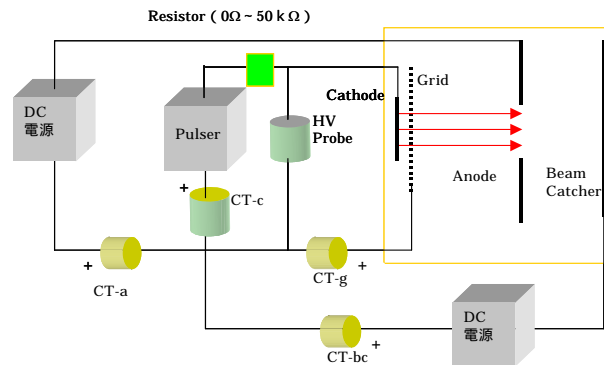 Resistor ( 0Ω ~ 50 k Ω )
DC
電源
Pulser
HV
Probe
Cathode
Grid
Anode
Beam
Catcher
+
CT-c
+
CT-a
CT-g
+
CT-bc
+
DC
電源